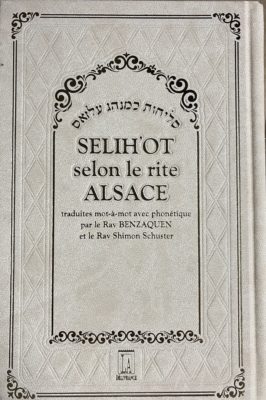 סליחות כמנהג עלזאס
SELIH'OT
selon le rite
ALSACE
traduites mot-à-mot avec phonétique
par le Rav BENZAQUEN
et le Rav Shimon Schuster
DÉLIVRANCE